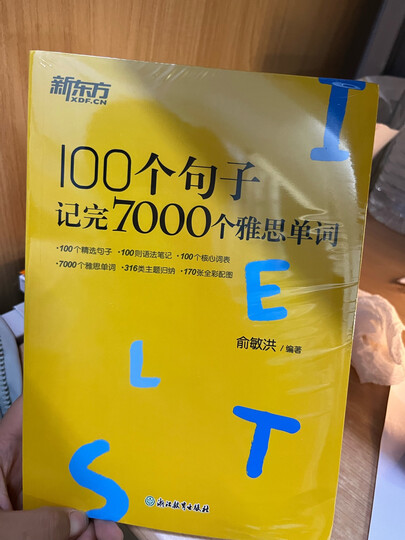 新东方
XDF.CN
I
100个句子
记完7000个雅思单词
•100个精选句子 •100则语法笔记 •100个核心词表
•7000个雅思单词 •316类主题归纳 •170张全彩配图
E
俞敏洪 / 编著
L
T
S
浙江教育出版社